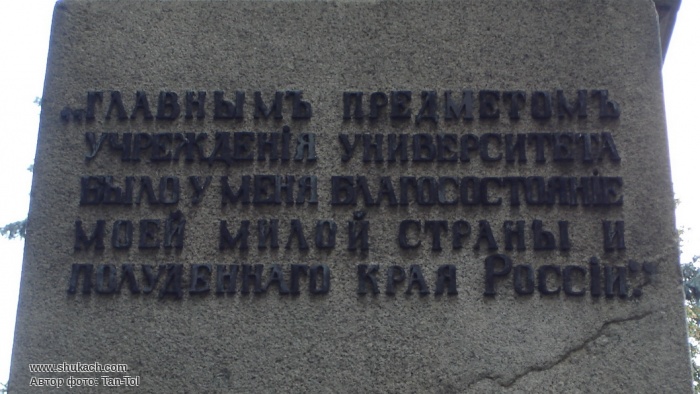 „ГЛАВНЫМЪ ПРЕДМЕТОМЪ
УЧРЕЖДЕНІЯ УНИВЕРСИТЕТА
БЫЛО У МЕНЯ БЛАГОСОСТОЯНІЕ
МОЕЙ МИЛОЙ СТРАНЫ И
ПОЛУДЕННАГО КРАЯ РОССІИ.“
www.shukach.com
Автор фото: Tan-Tol